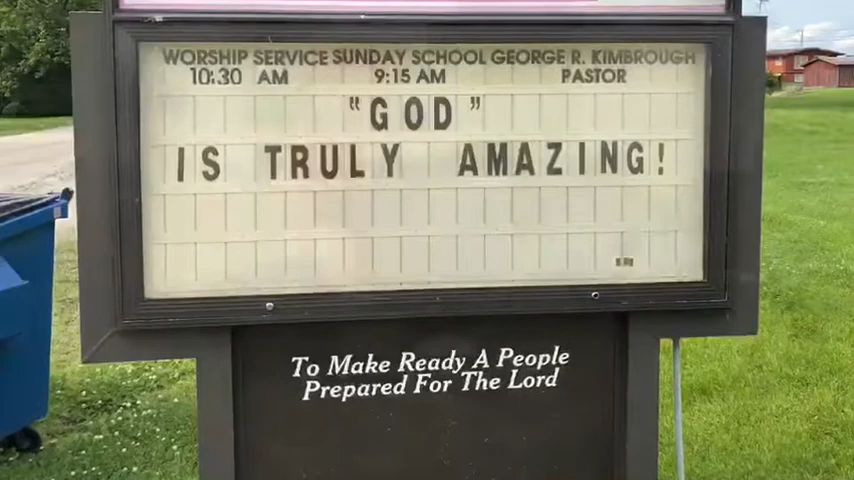 WORSHIP SERVICE SUNDAY SCHOOL GEORGE R. KIMBROUGH
10:30 AM 9:15 AM PASTOR
"GOD"
IS TRULY AMAZING!
To Make Ready A People
Prepared For The Lord